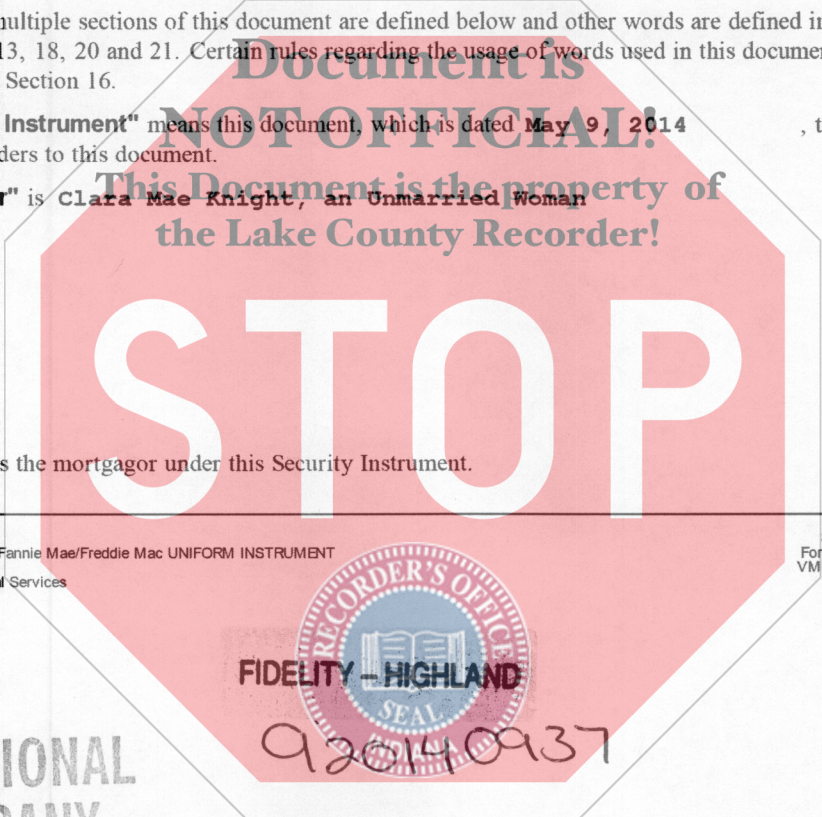 multiple sections of this document are defined below and other words are defined in
13, 18, 20 and 21. Certain rules regarding the usage of words used in this document
Section 16.
Document is
NOT OFFICIAL!
This Document is the property of
the Lake County Recorder!
Instrument" means this document, which is dated May 9, 2014 , t
ders to this document.
r" is Clara Mae Knight, an Unmarried Woman
STOP
s the mortgagor under this Security Instrument.
Fannie Mae/Freddie Mac UNIFORM INSTRUMENT
For
VM
l Services
RECORDER'S OFFICE
SEAL
INDIANA
FIDELITY – HIGHLAND
920140937
IONAL
PANY